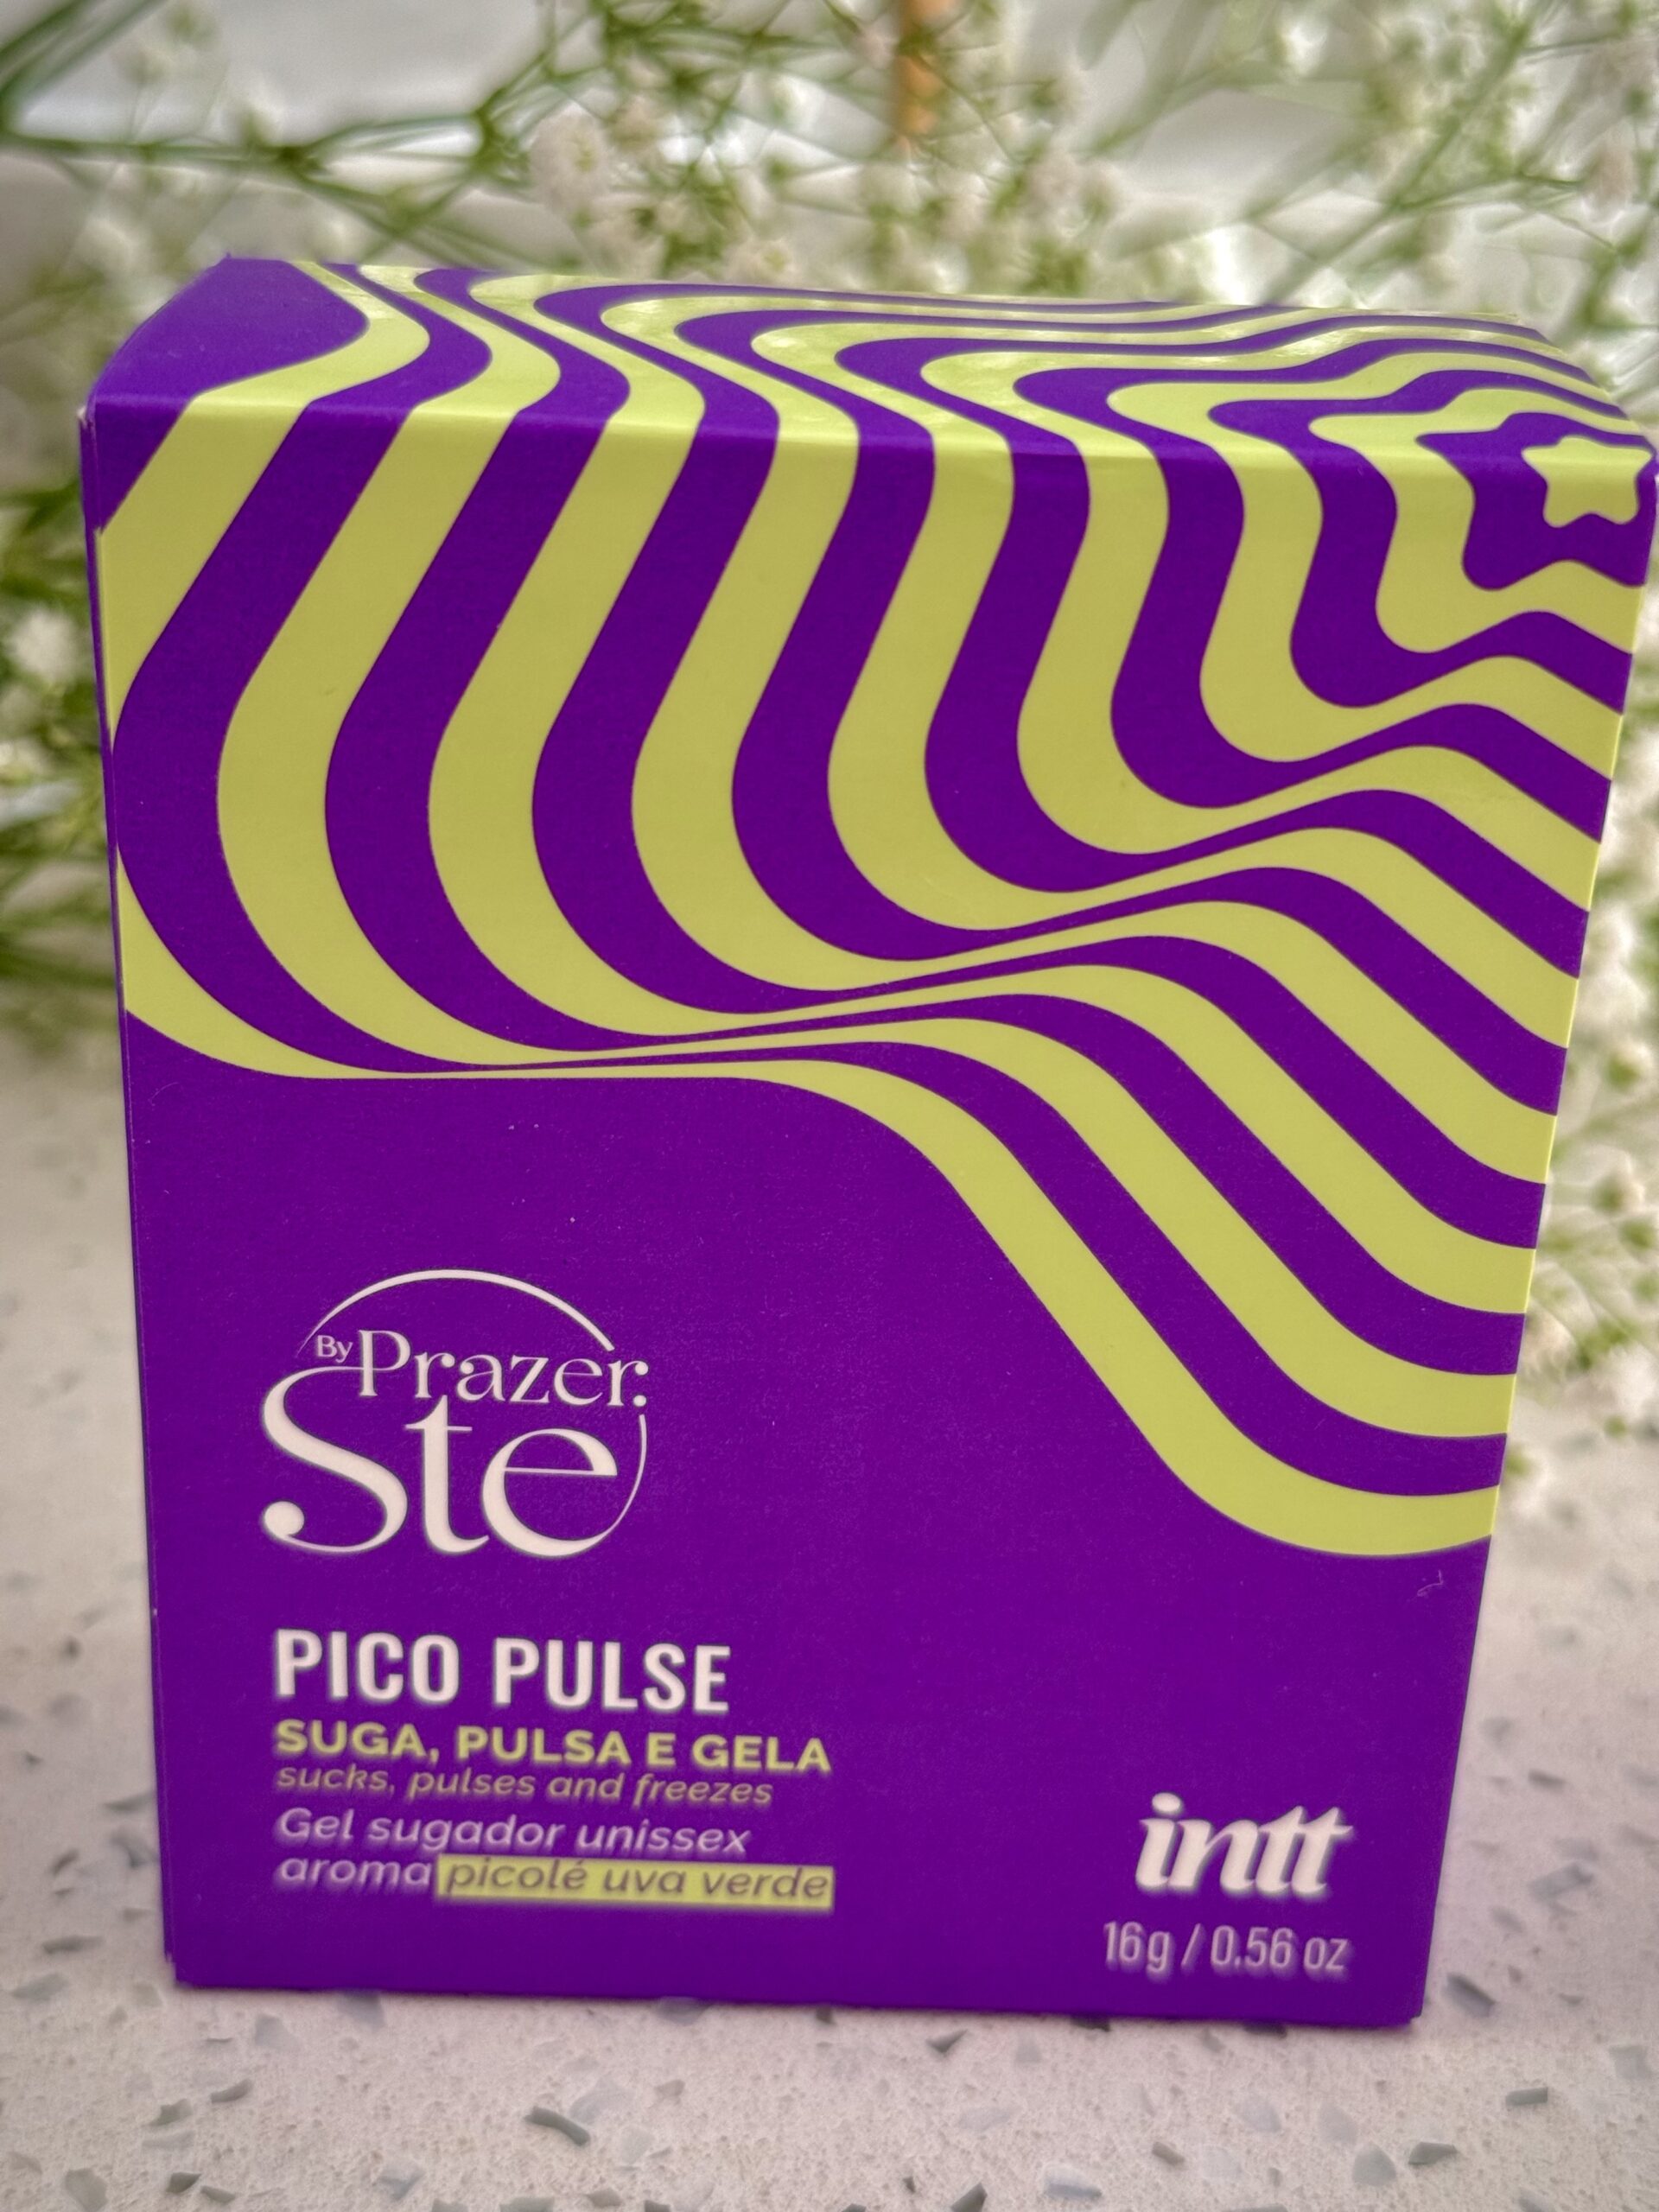 By Prazer.
Ste
PICO PULSE
SUGA, PULSA E GELA
sucks, pulses and freezes
Gel sugador unissex
aroma picolé uva verde
intt
16g / 0.56 oz